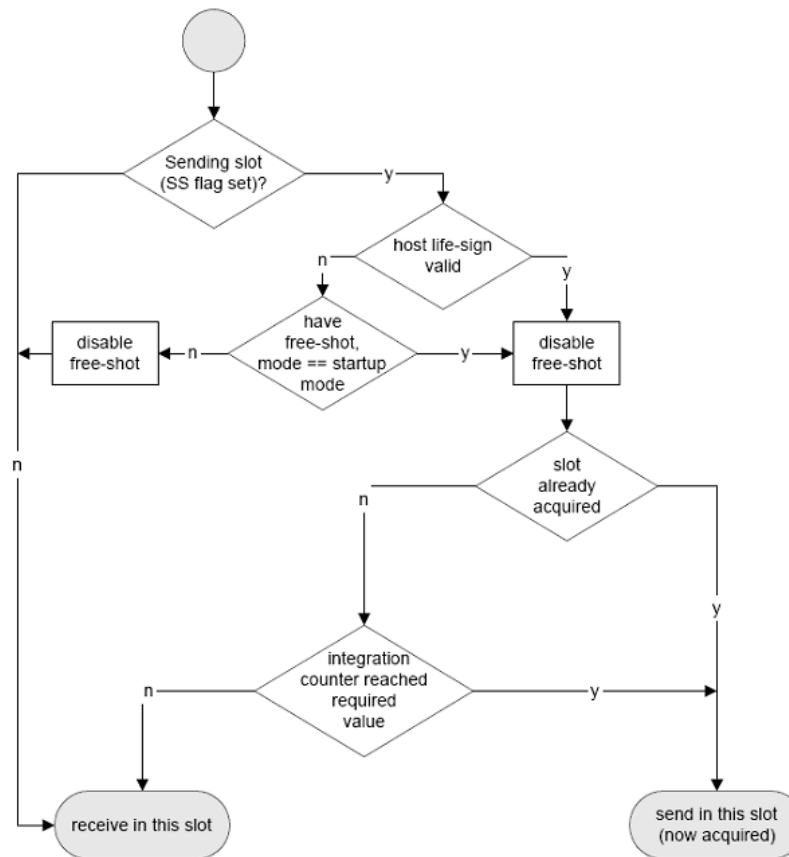 Sending slot
(SS flag set)?
y
host life-sign
valid
n
y
have
free-shot,
mode == startup
mode
disable
free-shot
n
y
disable
free-shot
n
slot
already
acquired
n
y
integration
counter reached
required
value
n
y
receive in this slot
send in this slot
(now acquired)